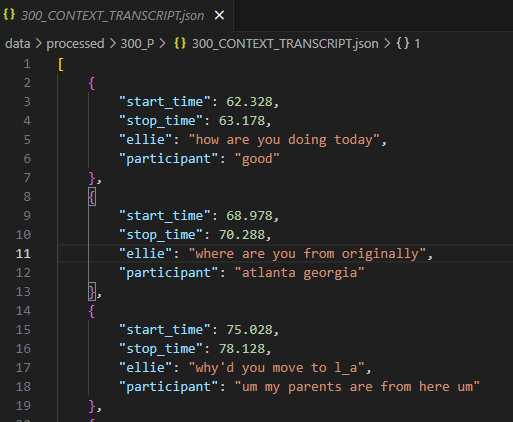 {} 300_CONTEXT_TRANSCRIPT.json ×
data > processed > 300_P > {} 300_CONTEXT_TRANSCRIPT.json > {} 1
1 [
2 {
3 "start_time": 62.328,
4 "stop_time": 63.178,
5 "ellie": "how are you doing today",
6 "participant": "good"
7 },
8 {
9 "start_time": 68.978,
10 "stop_time": 70.288,
11 "ellie": "where are you from originally",
12 "participant": "atlanta georgia"
13 },
14 {
15 "start_time": 75.028,
16 "stop_time": 78.128,
17 "ellie": "why'd you move to l_a",
18 "participant": "um my parents are from here um"
19 },